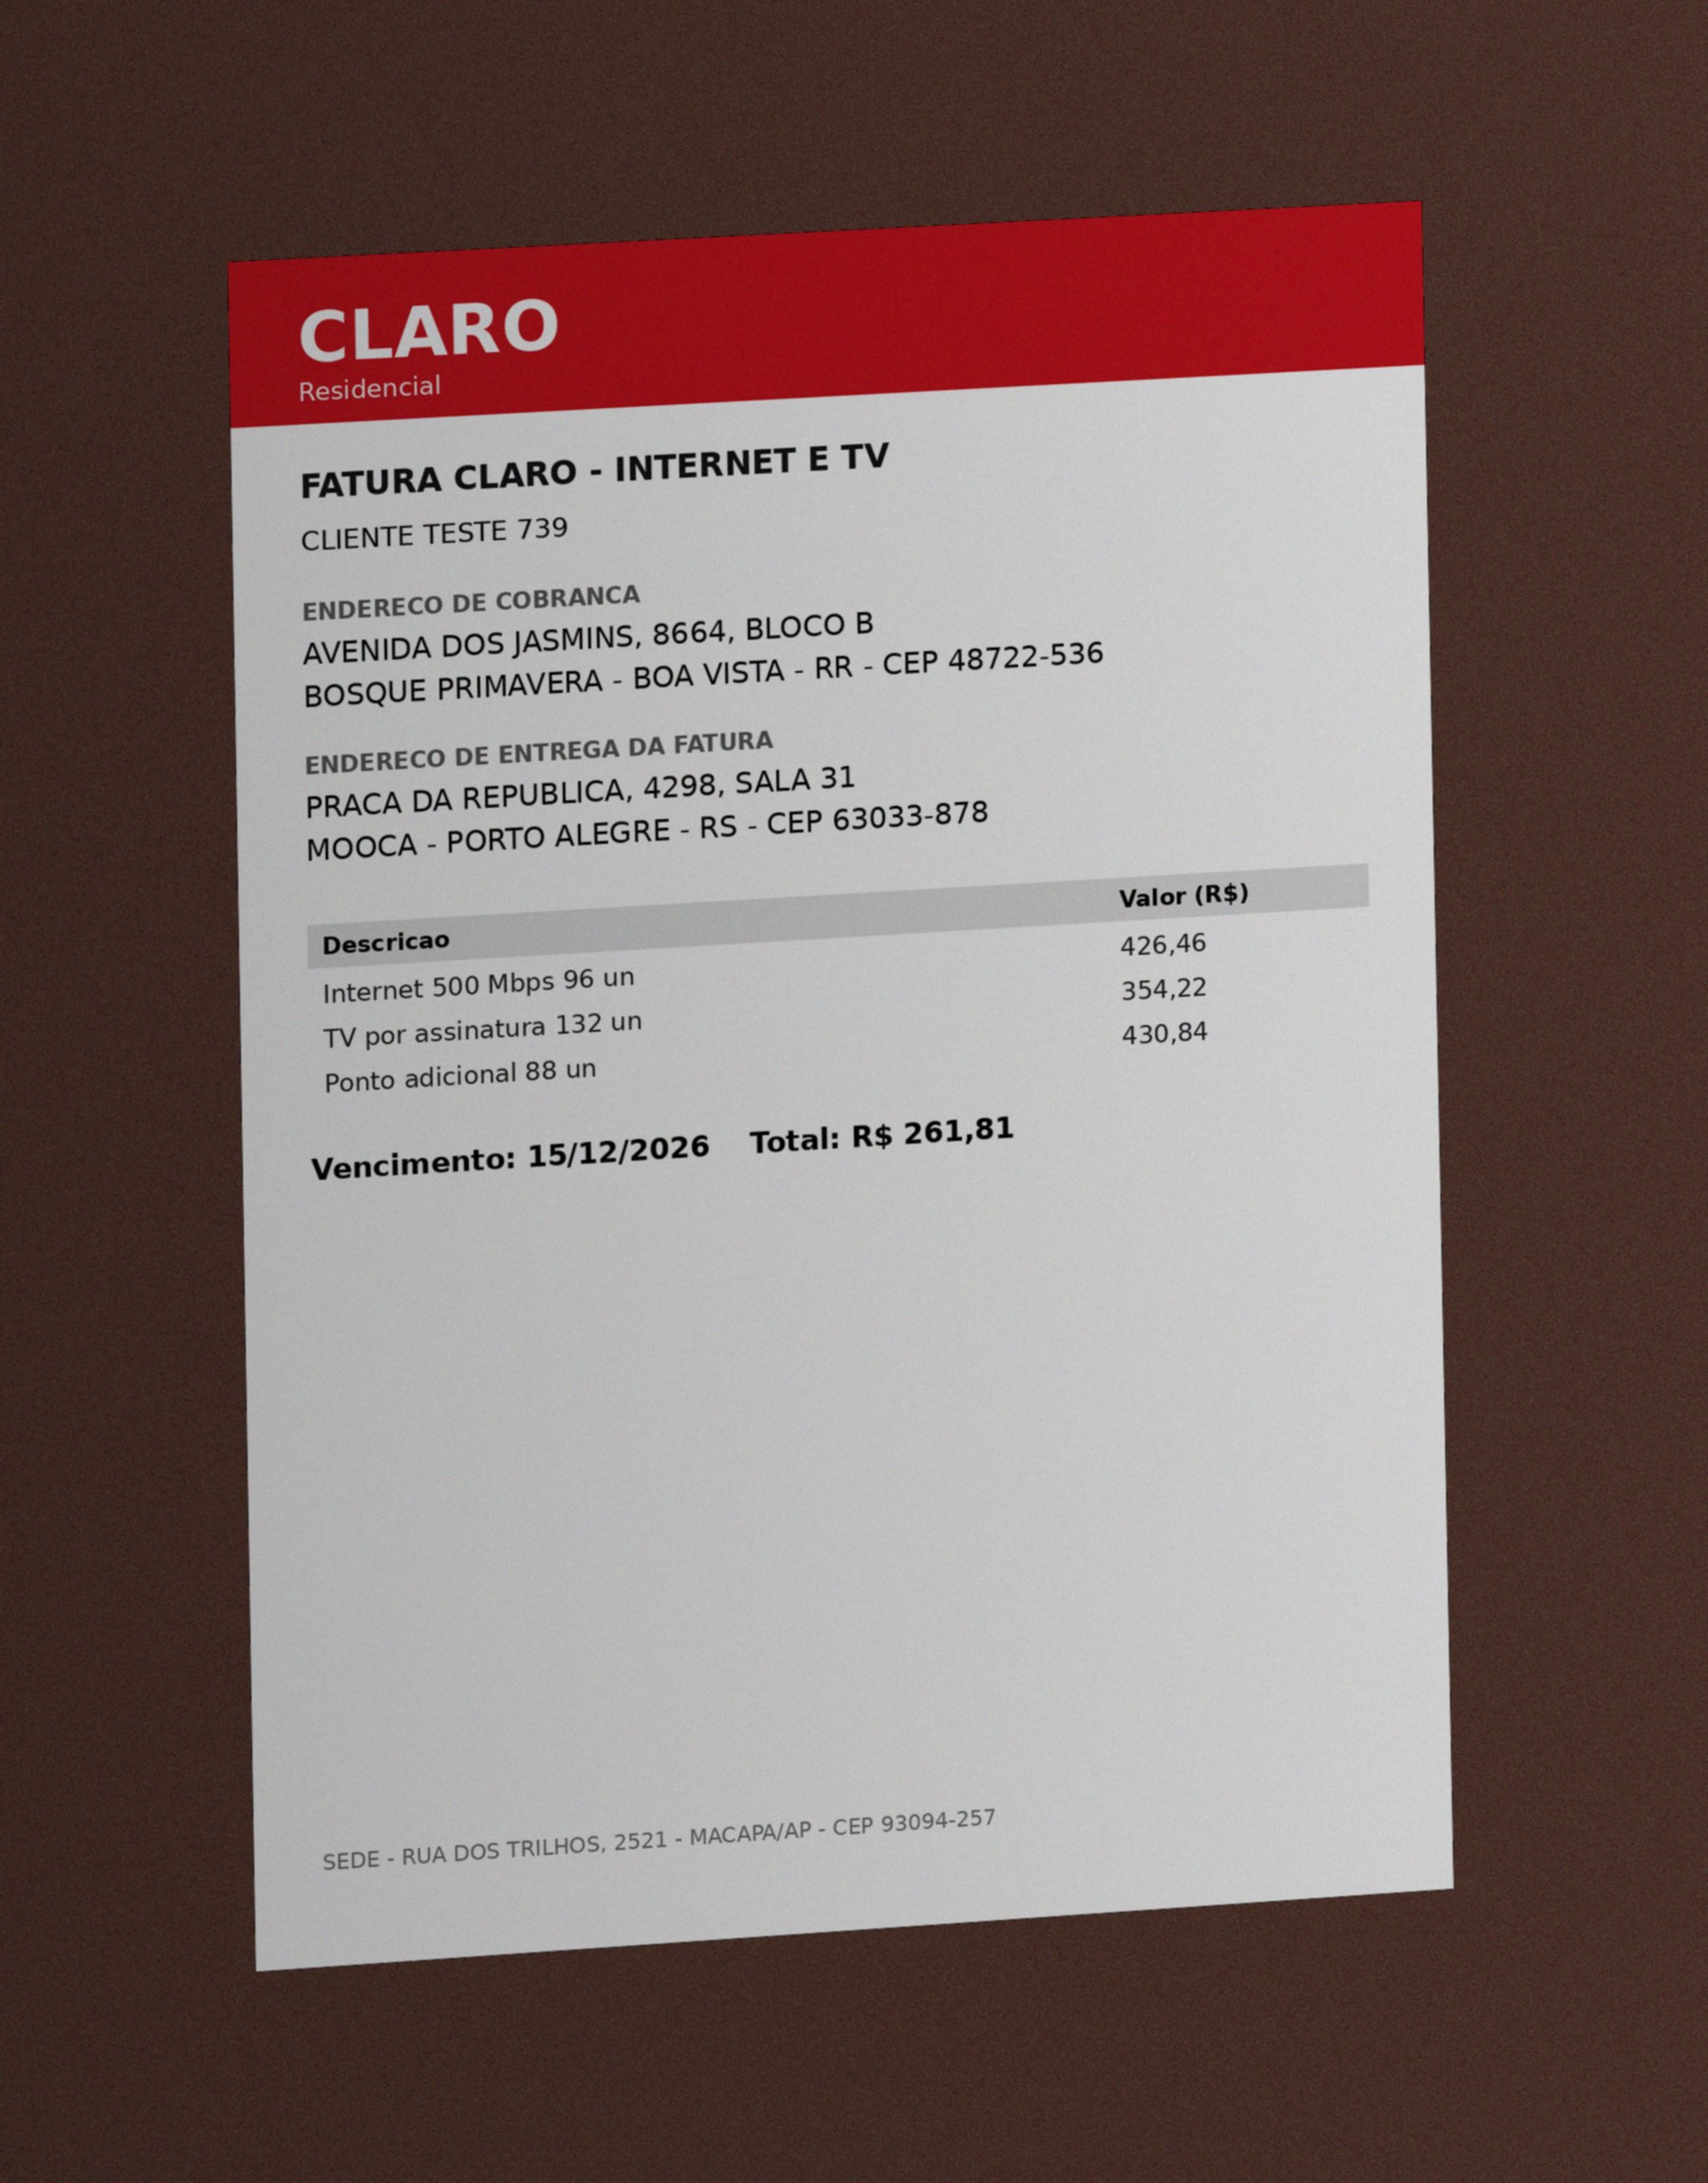 CLARO
Residencial
FATURA CLARO - INTERNET E TV
CLIENTE TESTE 739
ENDERECO DE COBRANCA
AVENIDA DOS JASMINS, 8664, BLOCO B
BOSQUE PRIMAVERA - BOA VISTA - RR - CEP 48722-536
ENDERECO DE ENTREGA DA FATURA
PRACA DA REPUBLICA, 4298, SALA 31
MOOCA - PORTO ALEGRE - RS - CEP 63033-878
Descricao Valor (R$)
Internet 500 Mbps 96 un 426,46
TV por assinatura 132 un 354,22
Ponto adicional 88 un 430,84
Vencimento: 15/12/2026 Total: R$ 261,81
SEDE - RUA DOS TRILHOS, 2521 - MACAPA/AP - CEP 93094-257